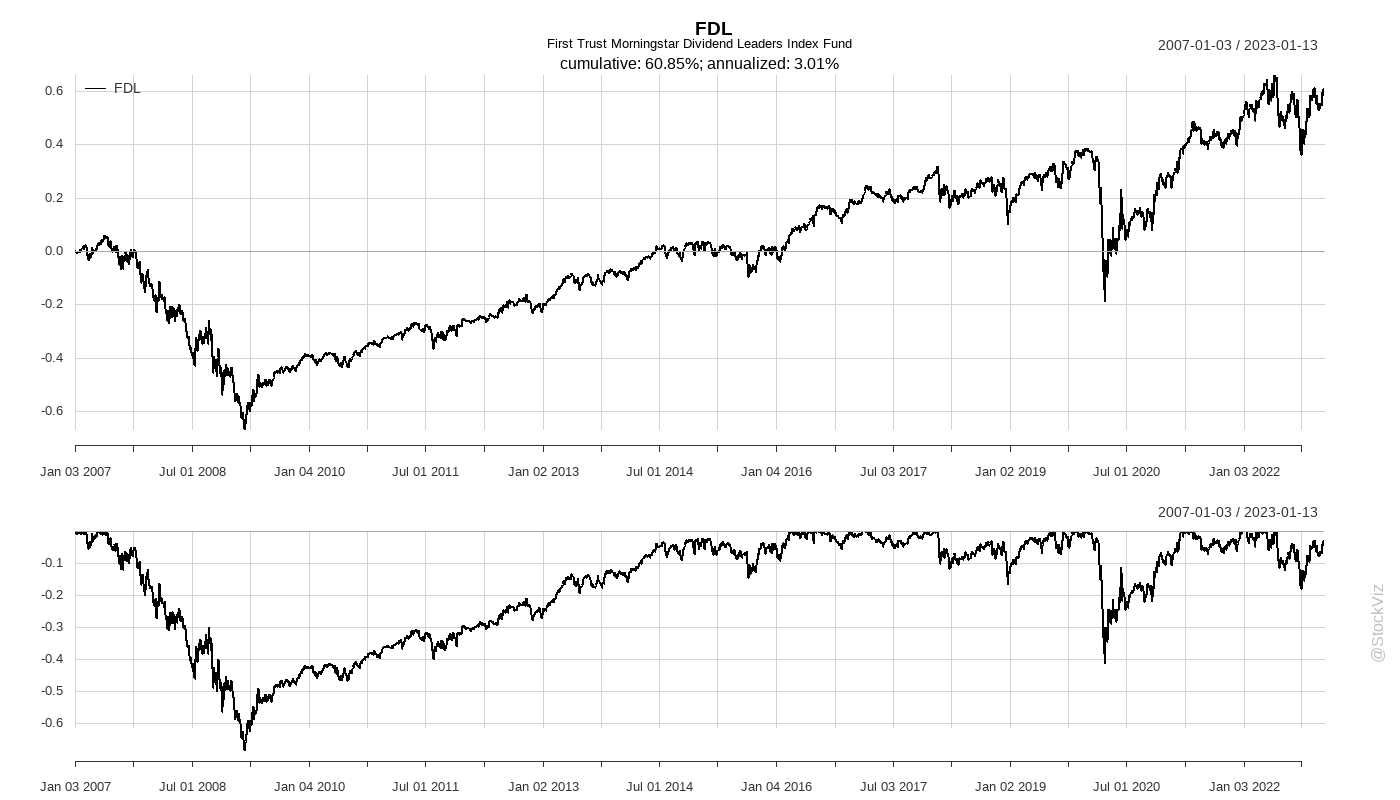 FDL
First Trust Morningstar Dividend Leaders Index Fund
2007-01-03 / 2023-01-13
cumulative: 60.85%; annualized: 3.01%
FDL
0.6
0.4
0.2
0.0
-0.2
-0.4
-0.6
Jan 03 2007 Jul 01 2008 Jan 04 2010 Jul 01 2011 Jan 02 2013 Jul 01 2014 Jan 04 2016 Jul 03 2017 Jan 02 2019 Jul 01 2020 Jan 03 2022
2007-01-03 / 2023-01-13
-0.1
-0.2
-0.3
-0.4
-0.5
-0.6
Jan 03 2007 Jul 01 2008 Jan 04 2010 Jul 01 2011 Jan 02 2013 Jul 01 2014 Jan 04 2016 Jul 03 2017 Jan 02 2019 Jul 01 2020 Jan 03 2022
@StockViz